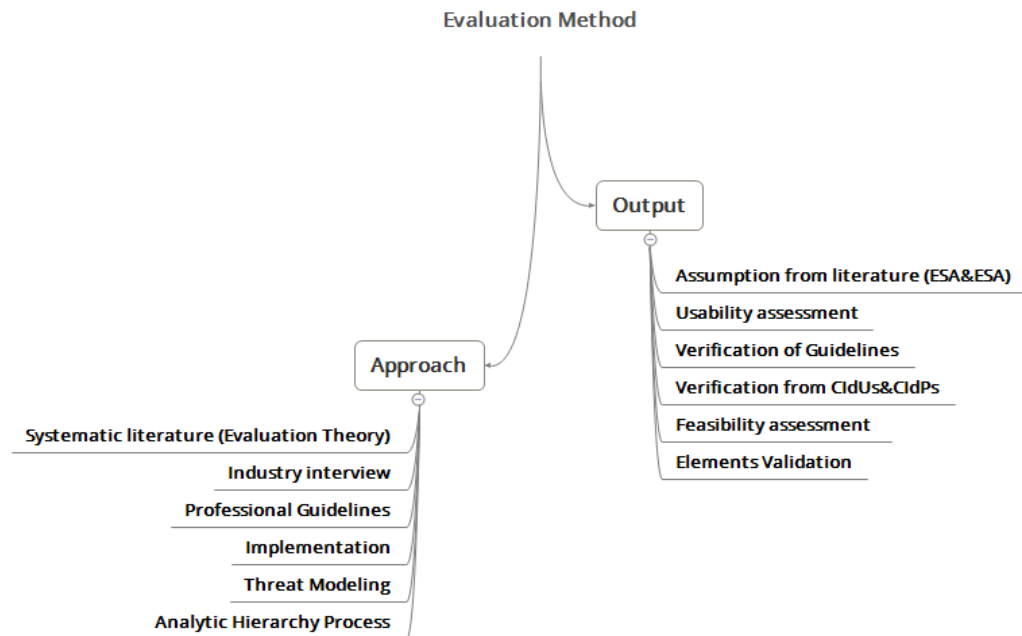 Evaluation Method
Output
Assumption from literature (ESA&ESA)
Usability assessment
Verification of Guidelines
Verification from CIdUs&CIdPs
Feasibility assessment
Elements Validation
Approach
Systematic literature (Evaluation Theory)
Industry interview
Professional Guidelines
Implementation
Threat Modeling
Analytic Hierarchy Process